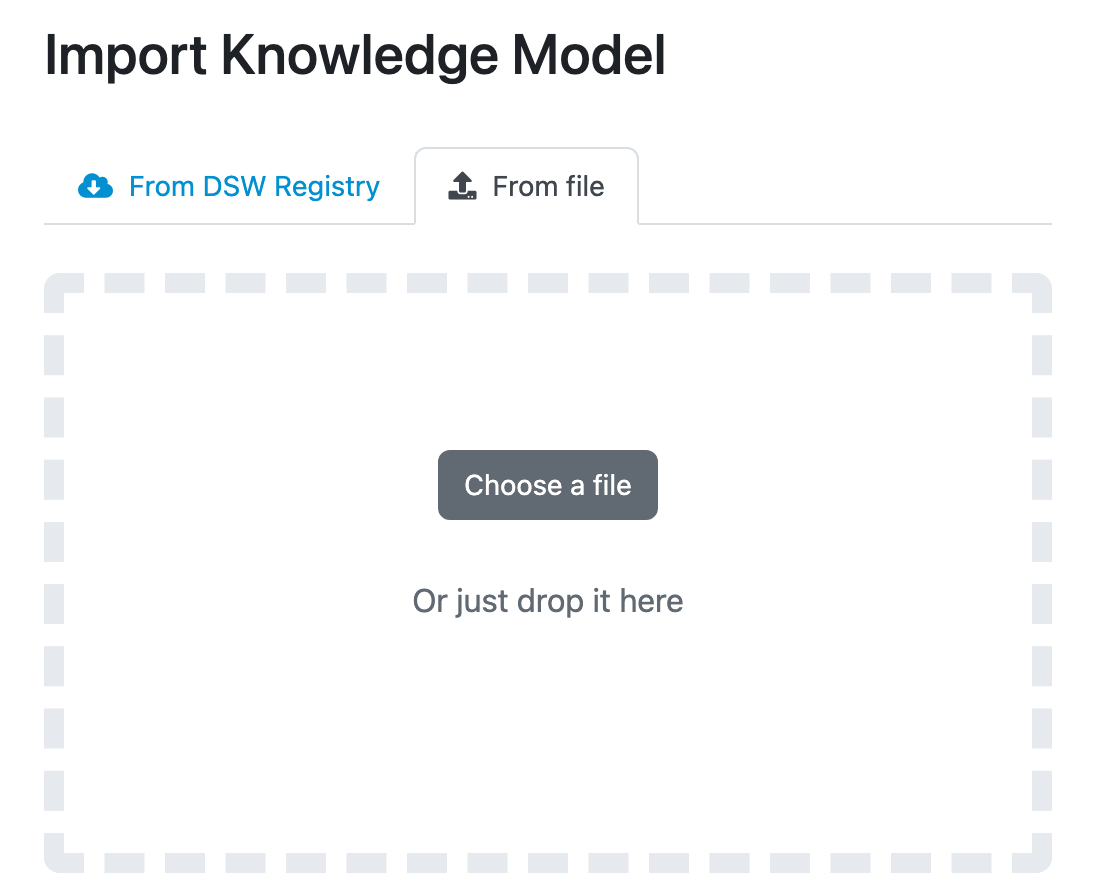 Import Knowledge Model
From DSW Registry
From file
Choose a file
Or just drop it here